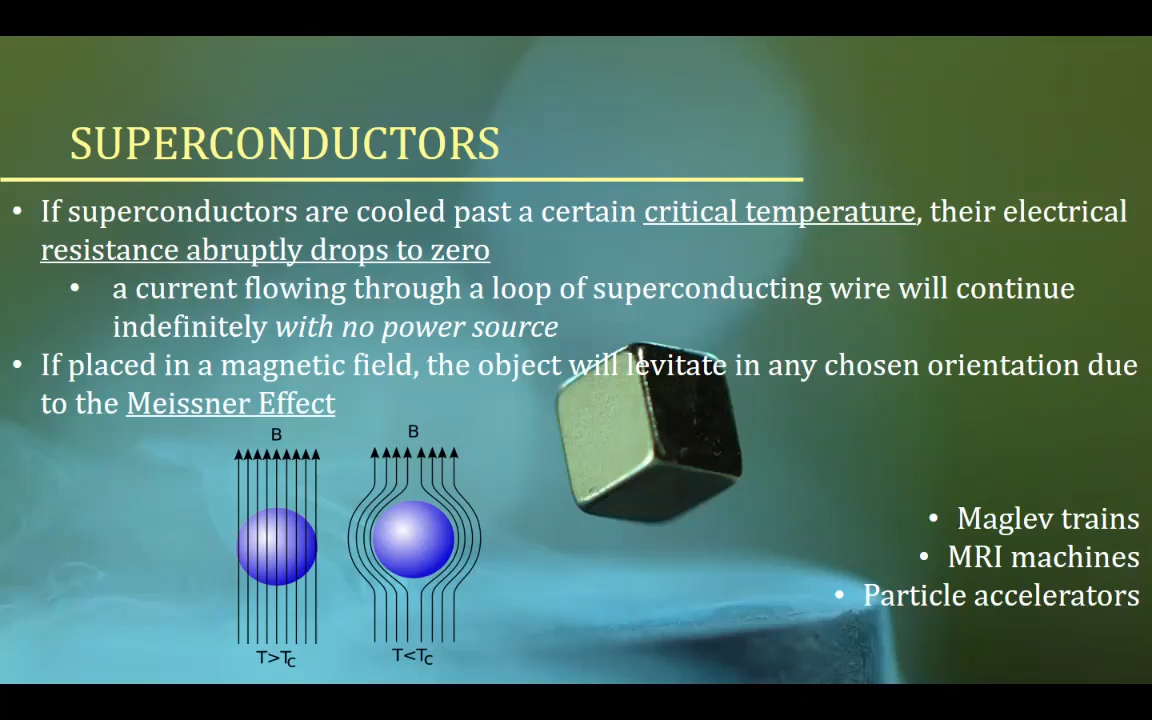 SUPERCONDUCTORS
• If superconductors are cooled past a certain critical temperature, their electrical
resistance abruptly drops to zero
• a current flowing through a loop of superconducting wire will continue
indefinitely with no power source
• If placed in a magnetic field, the object will levitate in any chosen orientation due
to the Meissner Effect
B
B
T>Tc
T<Tc
• Maglev trains
• MRI machines
• Particle accelerators